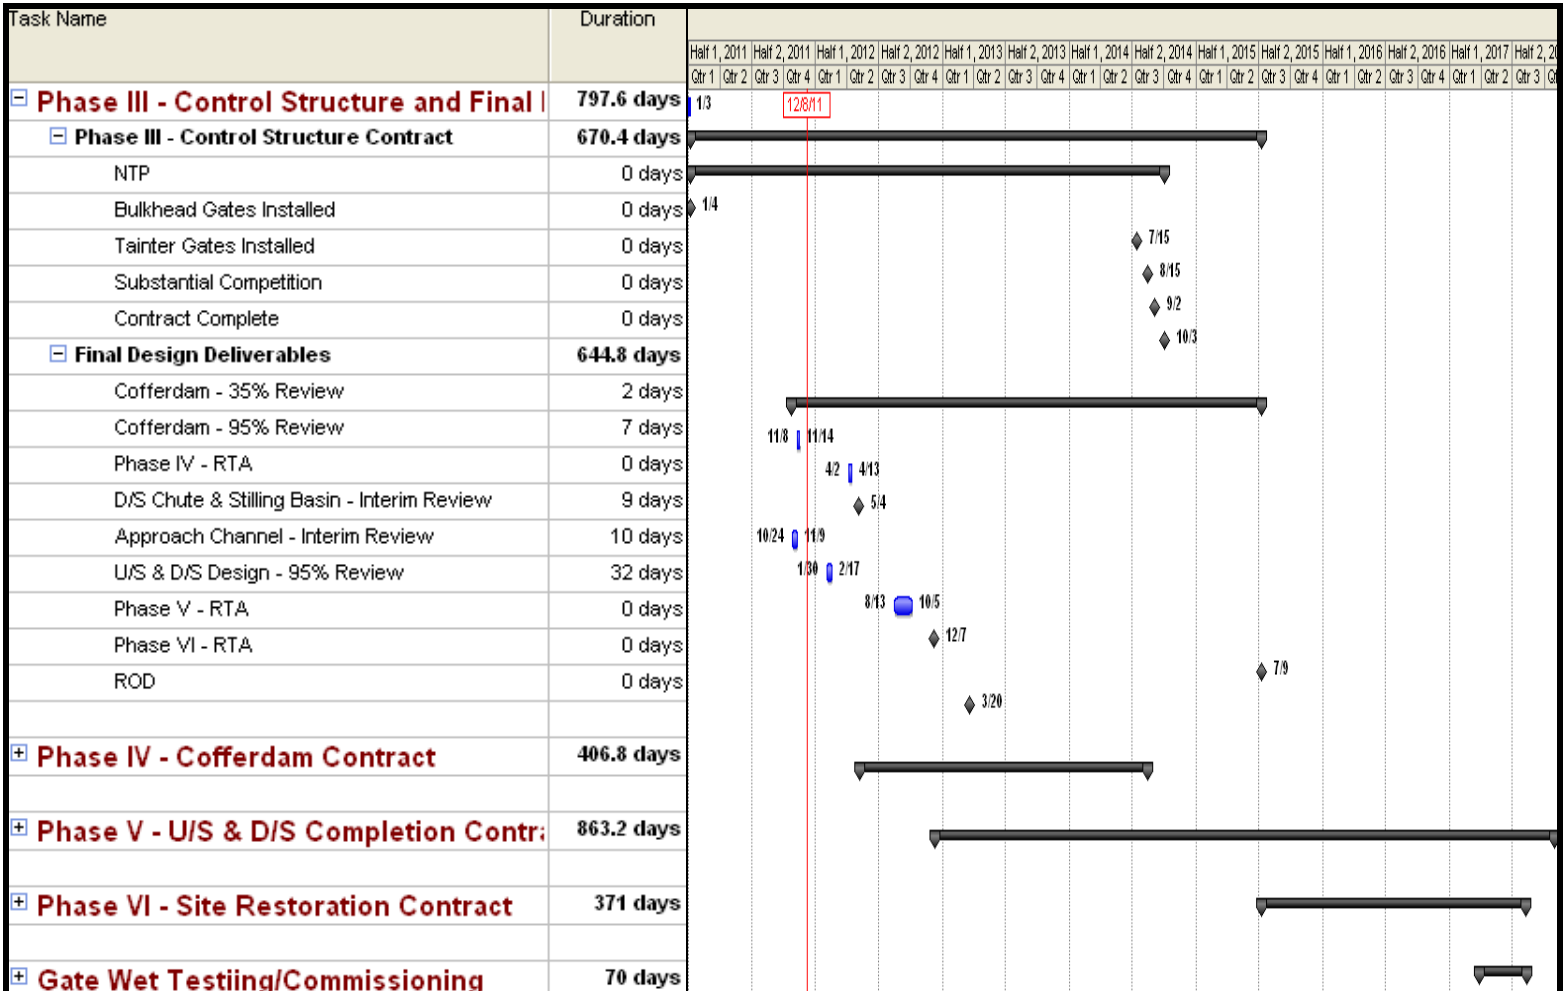 Task Name Duration
Half 1, 2011 Half 2, 2011 Half 1, 2012 Half 2, 2012 Half 1, 2013 Half 2, 2013 Half 1, 2014 Half 2, 2014 Half 1, 2015 Half 2, 2015 Half 1, 2016 Half 2, 2016 Half 1, 2017 Half 2, 20
Qtr 1 Qtr 2 Qtr 3 Qtr 4 Qtr 1 Qtr 2 Qtr 3 Qtr 4 Qtr 1 Qtr 2 Qtr 3 Qtr 4 Qtr 1 Qtr 2 Qtr 3 Qtr 4 Qtr 1 Qtr 2 Qtr 3 Qtr 4 Qtr 1 Qtr 2 Qtr 3 Qtr 4 Qtr 1 Qtr 2 Qtr 3
Phase III - Control Structure and Final 797.6 days 1/3 12/8/11
Phase III - Control Structure Contract 670.4 days
NTP 0 days
Bulkhead Gates Installed 0 days 1/4
Tainter Gates Installed 0 days 7/15
Substantial Competition 0 days 8/15
Contract Complete 0 days 9/2
10/3
Final Design Deliverables 644.8 days
Cofferdam - 35% Review 2 days
Cofferdam - 95% Review 7 days 11/8 11/14
Phase IV - RTA 0 days 4/2 4/13
D/S Chute & Stilling Basin - Interim Review 9 days 5/4
Approach Channel - Interim Review 10 days 10/24 11/9
U/S & D/S Design - 95% Review 32 days 1/30 2/17
Phase V - RTA 0 days 8/13 10/5
Phase VI - RTA 0 days 12/7
ROD 0 days 7/9
3/20
Phase IV - Cofferdam Contract 406.8 days
Phase V - U/S & D/S Completion Contr 863.2 days
Phase VI - Site Restoration Contract 371 days
Gate Wet Testiing/Commissioning 70 days